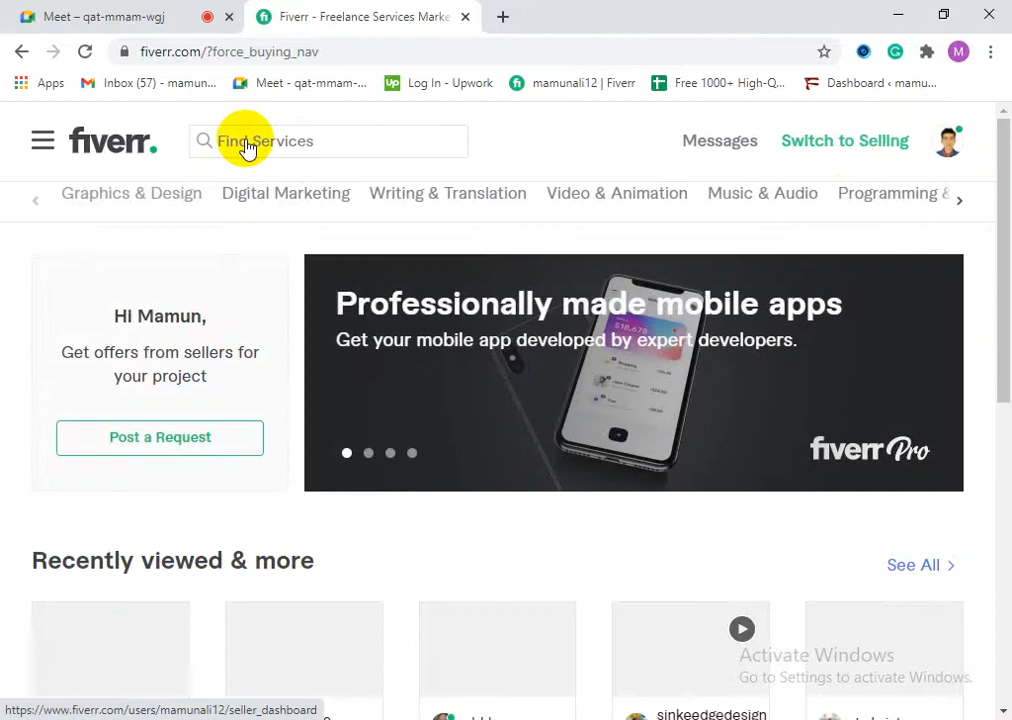 Meet – qat-mmam-wgj
Fiverr - Freelance Services Marke
fiverr.com/?force_buying_nav
M
Apps
Inbox (57) - mamun...
Meet - qat-mmam-...
Up
Log In - Upwork
mamunali12 | Fiverr
Free 1000+ High-Q...
Dashboard ‹ mamu...
fiverr.
Find Services
Messages
Switch to Selling
Graphics & Design
Digital Marketing
Writing & Translation
Video & Animation
Music & Audio
Programming &
Hi Mamun,
Get offers from sellers for
your project
Post a Request
Professionally made mobile apps
Get your mobile app developed by expert developers.
fiverr Pro
Recently viewed & more
See All
Activate Windows
Go to Settings to activate Windows.
https://www.fiverr.com/users/mamunali12/seller_dashboard
sinkeedgedesign